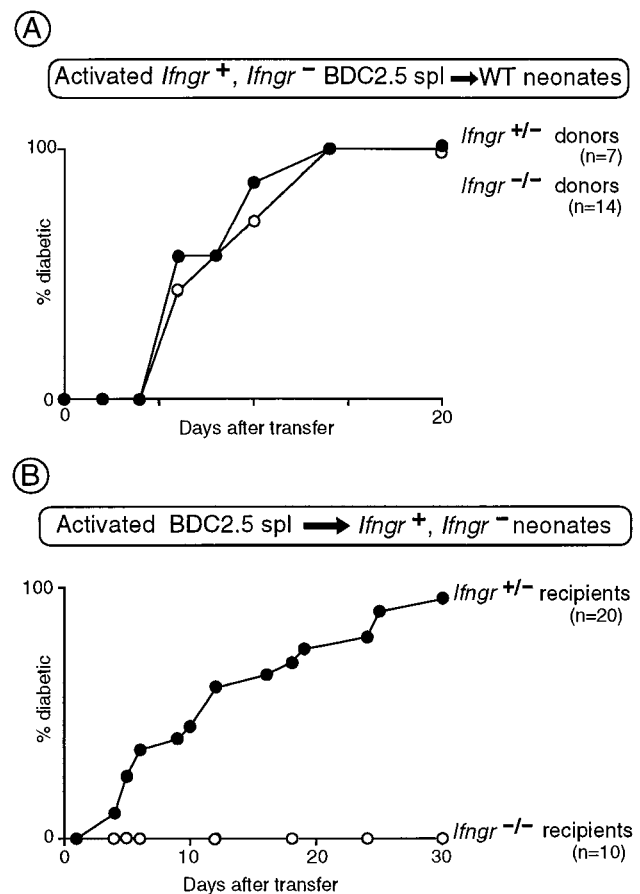 A
Activated Ifngr +, Ifngr – BDC2.5 spl → WT neonates
100
% diabetic
0
0
20
Days after transfer
Ifngr +/– donors
(n=7)
Ifngr –/– donors
(n=14)
B
Activated BDC2.5 spl → Ifngr +, Ifngr – neonates
100
% diabetic
0
0
10
20
30
Days after transfer
Ifngr +/– recipients
(n=20)
Ifngr –/– recipients
(n=10)